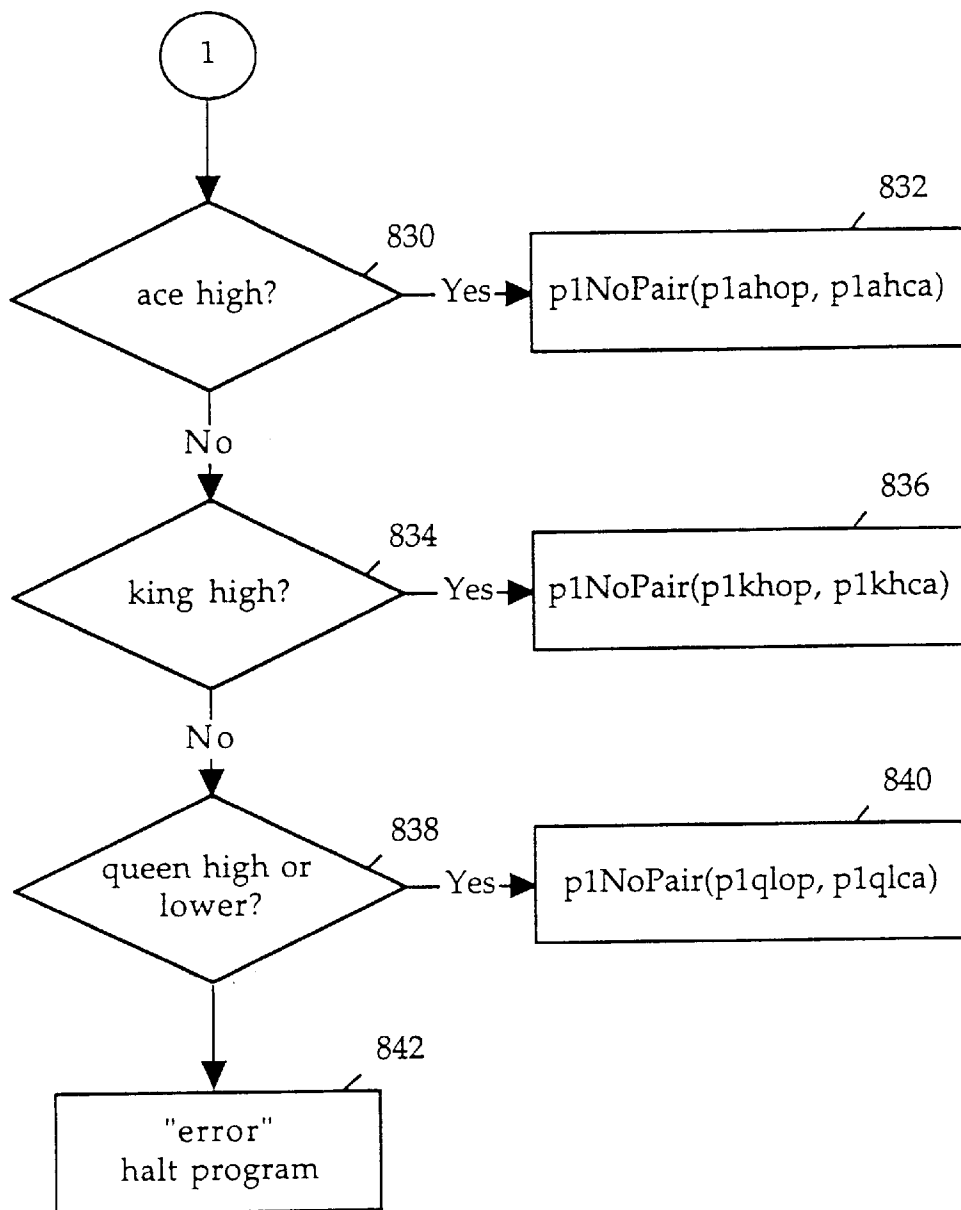 1
830
832
ace high?
Yes
p1NoPair(p1ahop, p1ahca)
No
834
836
king high?
Yes
p1NoPair(p1khop, p1khca)
No
838
840
queen high or
lower?
Yes
p1NoPair(p1qlop, p1qlca)
842
"error"
halt program